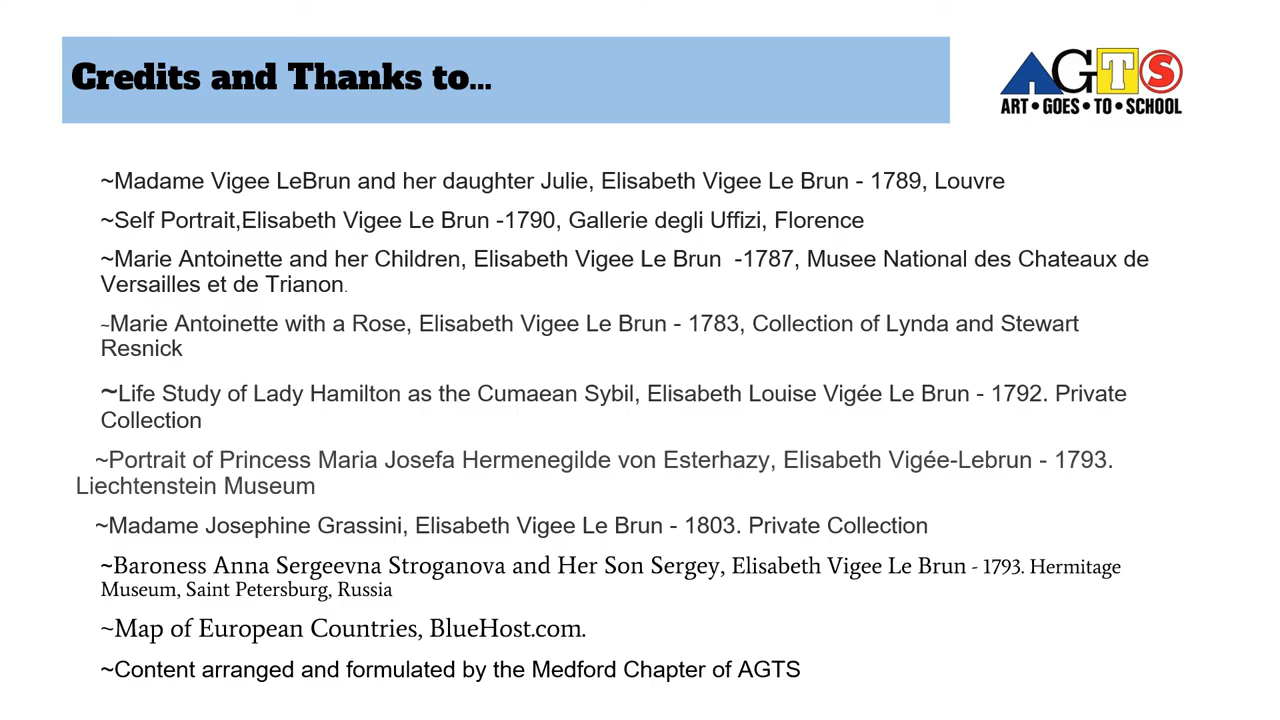 Credits and Thanks to...
AGTS
ART•GOES•TO•SCHOOL
~Madame Vigee LeBrun and her daughter Julie, Elisabeth Vigee Le Brun - 1789, Louvre
~Self Portrait,Elisabeth Vigee Le Brun -1790, Gallerie degli Uffizi, Florence
~Marie Antoinette and her Children, Elisabeth Vigee Le Brun  -1787, Musee National des Chateaux de
Versailles et de Trianon.
~Marie Antoinette with a Rose, Elisabeth Vigee Le Brun - 1783, Collection of Lynda and Stewart
Resnick
~Life Study of Lady Hamilton as the Cumaean Sybil, Elisabeth Louise Vigée Le Brun - 1792. Private
Collection
~Portrait of Princess Maria Josefa Hermenegilde von Esterhazy, Elisabeth Vigée-Lebrun - 1793.
Liechtenstein Museum
~Madame Josephine Grassini, Elisabeth Vigee Le Brun - 1803. Private Collection
~Baroness Anna Sergeevna Stroganova and Her Son Sergey, Elisabeth Vigee Le Brun - 1793. Hermitage
Museum, Saint Petersburg, Russia
~Map of European Countries, BlueHost.com.
~Content arranged and formulated by the Medford Chapter of AGTS